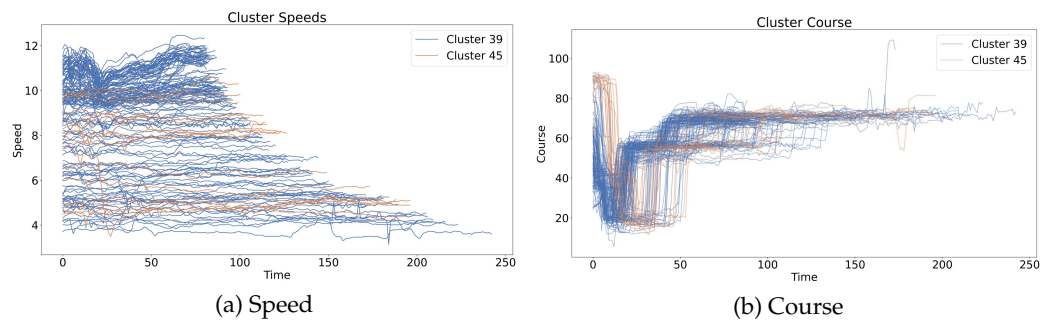 Cluster Speeds
Cluster 39
Cluster 45
12
10
8
6
4
Speed
0 50 100 150 200 250
Time
(a) Speed
Cluster Course
Cluster 39
Cluster 45
100
80
60
40
20
Course
0 50 100 150 200 250
Time
(b) Course